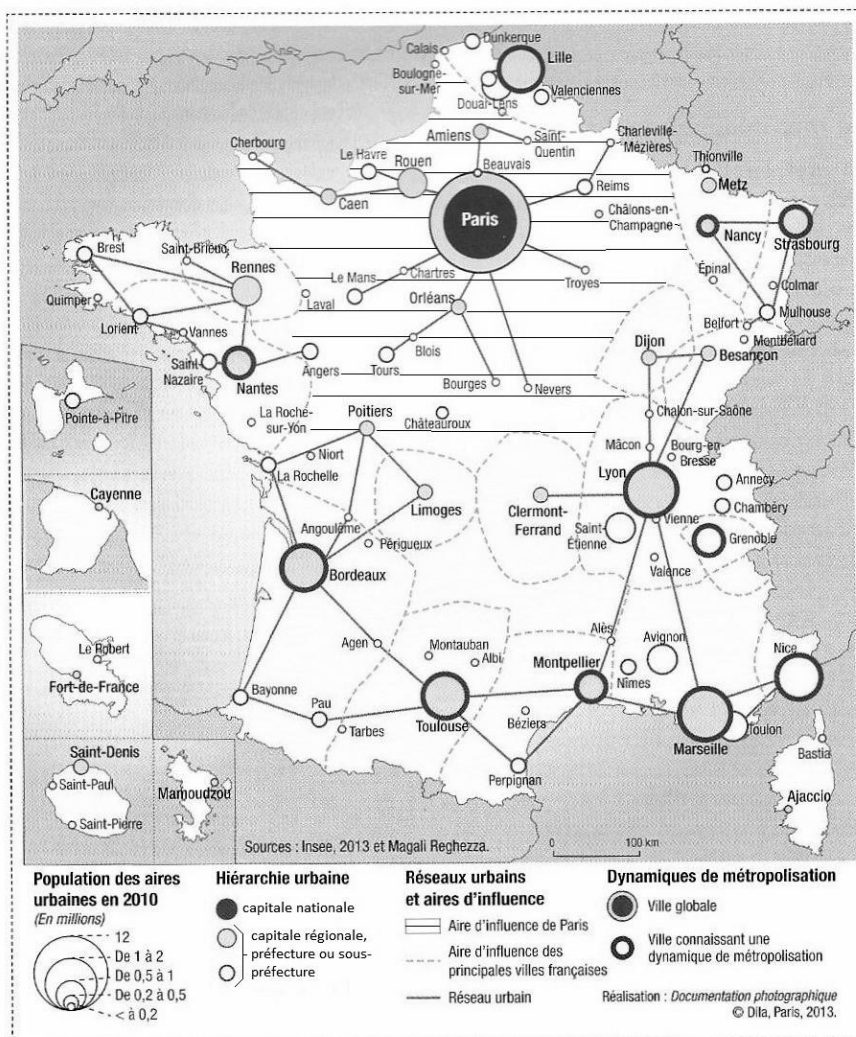 Dunkerque
Calais
Lille
Boulogne-
sur-Mer
Valenciennes
Douai-Lens
Amiens
Saint-
Quentin
Charleville-
Mézières
Cherbourg
Le Havre
Rouen
Beauvais
Thionville
Metz
Reims
Caen
Paris
Châlons-en-
Champagne
Nancy
Strasbourg
Brest
Saint-Brieuc
Rennes
Le Mans
Chartres
Troyes
Épinal
Colmar
Quimper
Laval
Orléans
Lorient
Vannes
Mulhouse
Belfort
Montbéliard
Saint
Nazaire
Nantes
Angers
Tours
Blois
Dijon
Besançon
Bourges
Nevers
Pointe-à-Pitre
La Roche-
sur-Yon
Poitiers
Châteauroux
Chalon-sur-Saône
Niort
Mâcon
Bourg-en-
Bresse
La Rochelle
Lyon
Annecy
Cayenne
Limoges
Clermont-
Ferrand
Chambéry
Angoulême
Saint-
Étienne
Vienne
Grenoble
Périgueux
Valence
Bordeaux
Le Robert
Fort-de-France
Agen
Montauban
Albi
Alès
Avignon
Nice
Montpellier
Nîmes
Bayonne
Pau
Tarbes
Toulouse
Béziers
Marseille
Toulon
Saint-Denis
Saint-Paul
Mamoudzou
Perpignan
Bastia
Saint-Pierre
Ajaccio
Sources : Insee, 2013 et Magali Reghezza.
0 100 km
Population des aires
urbaines en 2010
(En millions)
12
De 1 à 2
De 0,5 à 1
De 0,2 à 0,5
< à 0,2
Hiérarchie urbaine
capitale nationale
capitale régionale,
préfecture ou sous-
préfecture
Réseaux urbains
et aires d'influence
Aire d'influence de Paris
Aire d'influence des
principales villes françaises
Réseau urbain
Dynamiques de métropolisation
Ville globale
Ville connaissant une
dynamique de métropolisation
Réalisation : Documentation photographique
© Dila, Paris, 2013.